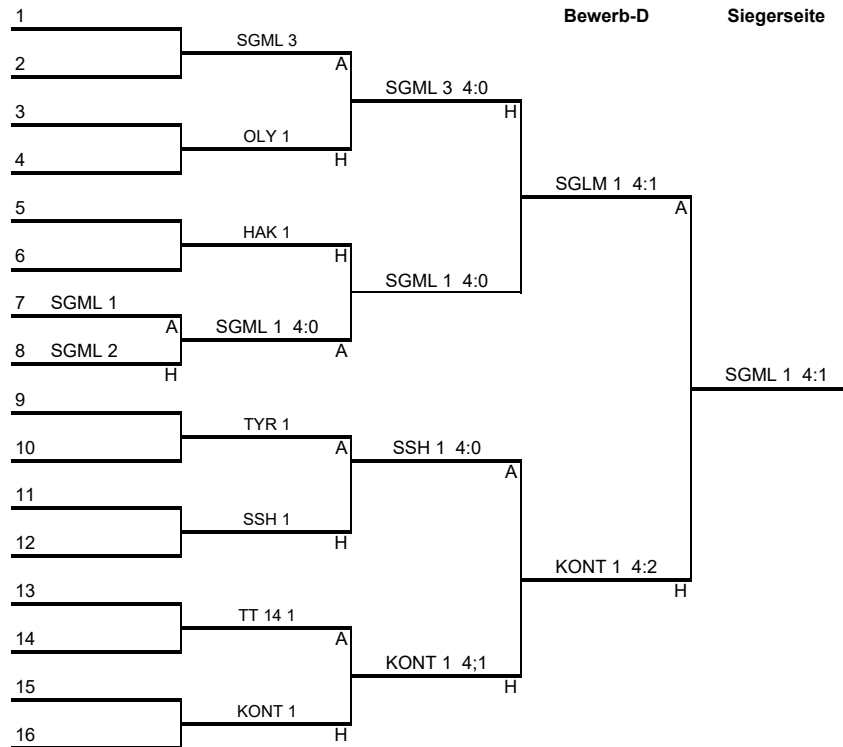 1 Bewerb-D Siegerseite
SGML 3
2 A
SGML 3 4:0
3 H
OLY 1
4 H
SGLM 1 4:1
5 A
HAK 1
6 H
SGML 1 4:0
7 SGML 1
A SGML 1 4:0
8 SGML 2 A
H
SGML 1 4:1
9
TYR 1
10 A SSH 1 4:0
A
11
SSH 1
12 H
KONT 1 4:2
13 H
TT 14 1
14 A
KONT 1 4;1
15 H
KONT 1
16 H